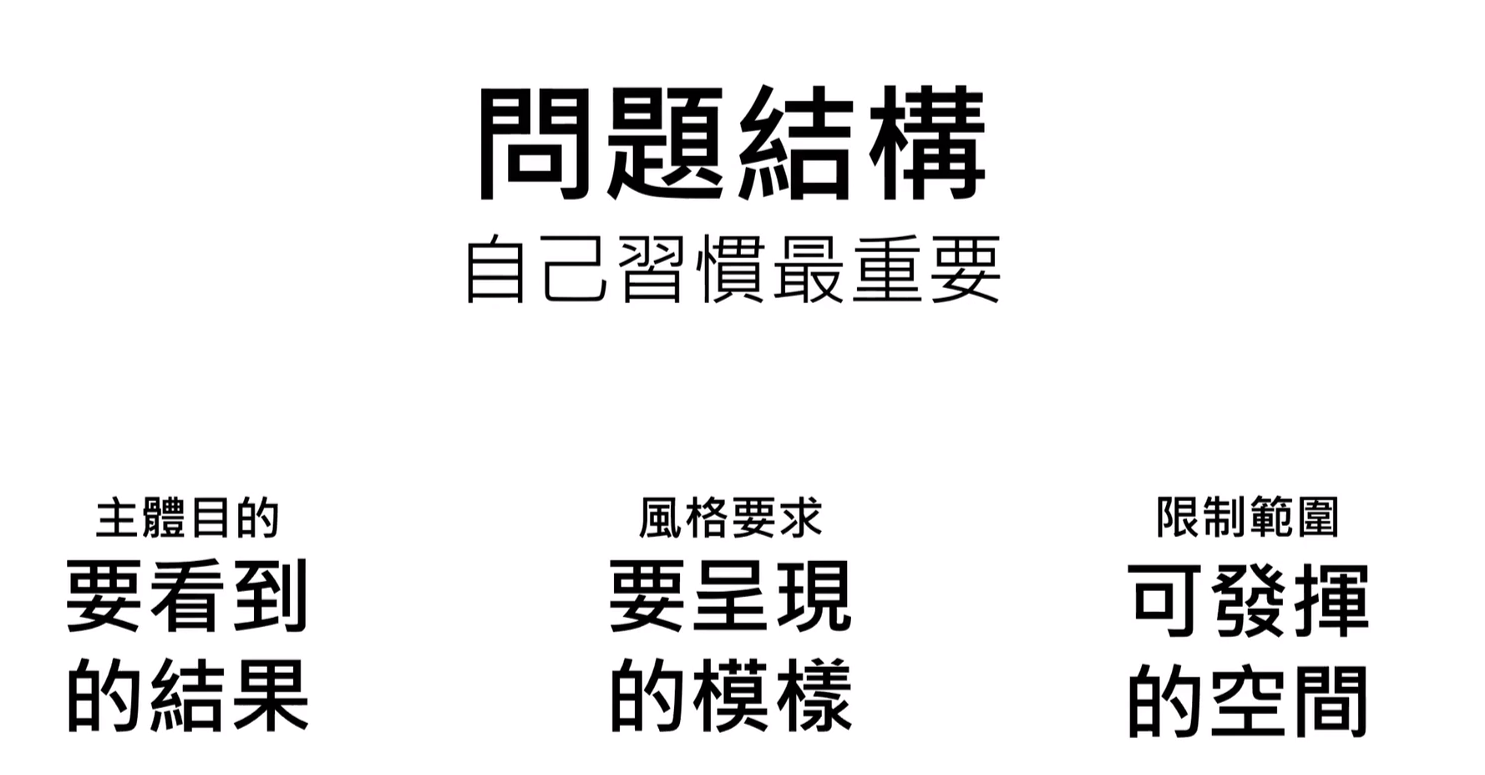 問題結構
自己習慣最重要
主體目的
要看到
的結果
風格要求
要呈現
的模樣
限制範圍
可發揮
的空間